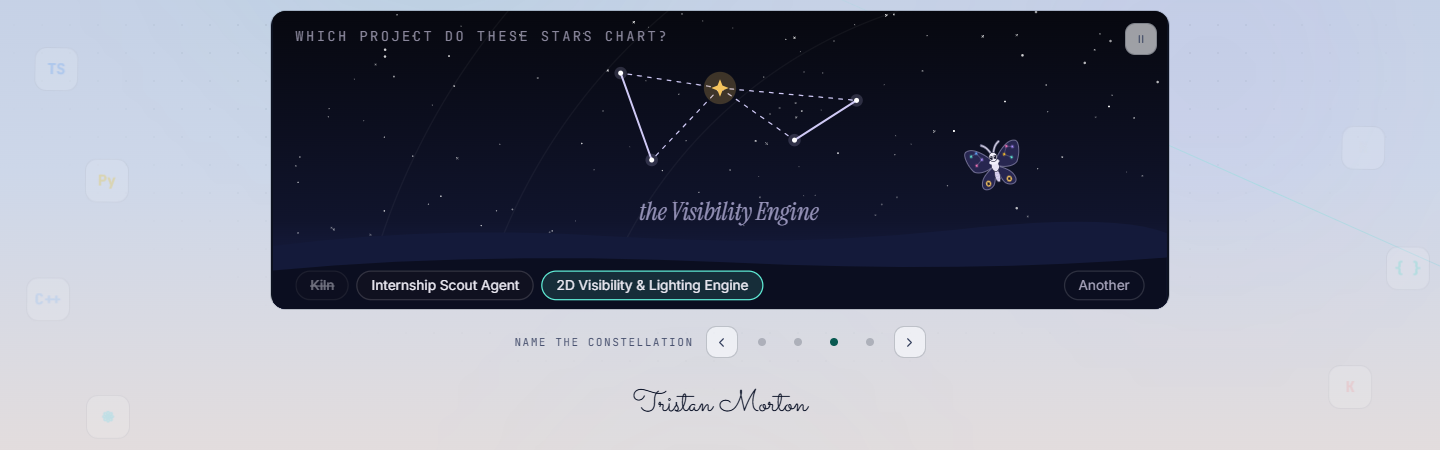 WHICH PROJECT DO THESE STARS CHART?
TS
Py
the Visibility Engine
{ }
Kiln
Internship Scout Agent
2D Visibility & Lighting Engine
Another
C++
NAME THE CONSTELLATION
K
Tristan Morton